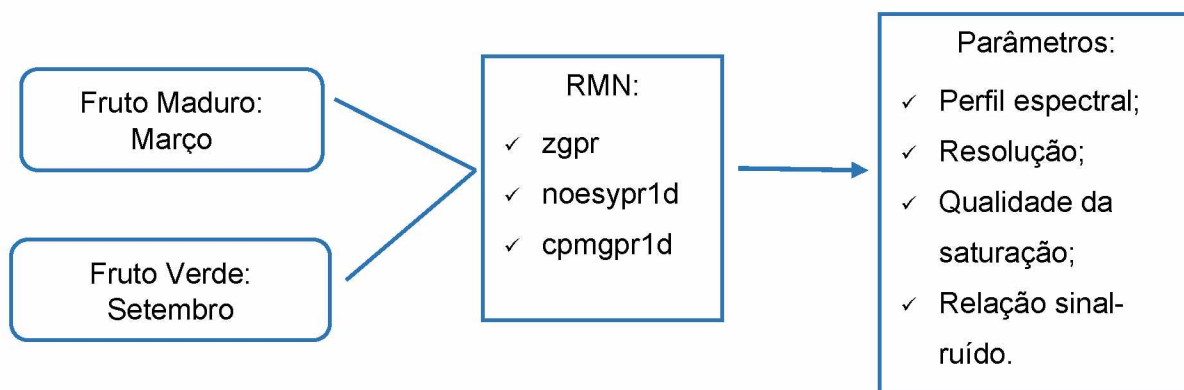 Fruto Maduro:
Março
Fruto Verde:
Setembro
RMN:
✓ zgpr
✓ noesypr1d
✓ cpmgpr1d
Parâmetros:
✓ Perfil espectral;
✓ Resolução;
✓ Qualidade da
saturação;
✓ Relação sinal-
ruído.